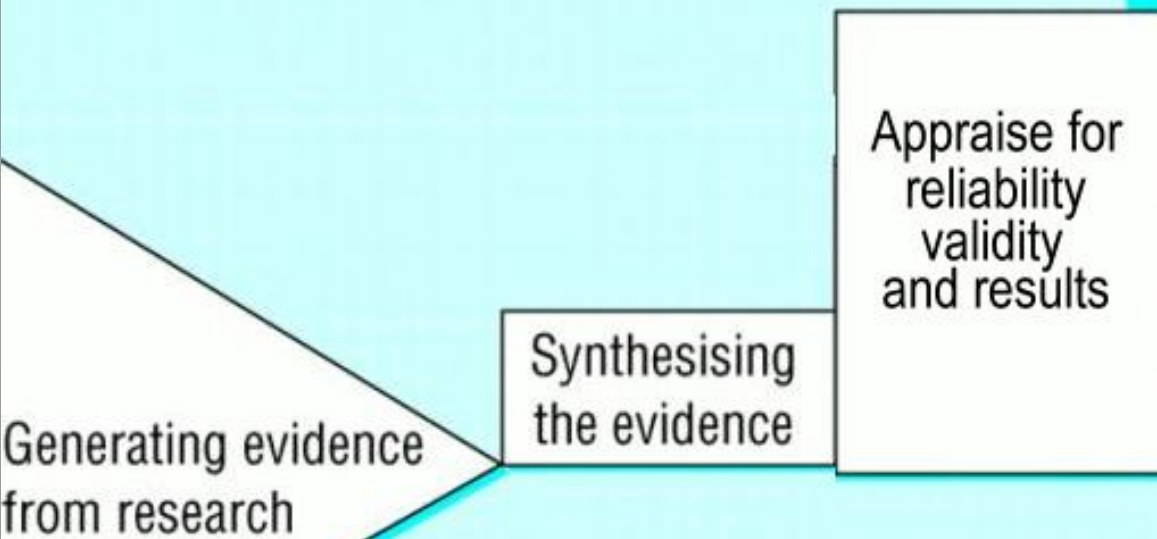 Appraise for
reliability
validity
and results
Synthesising
the evidence
Generating evidence
from research